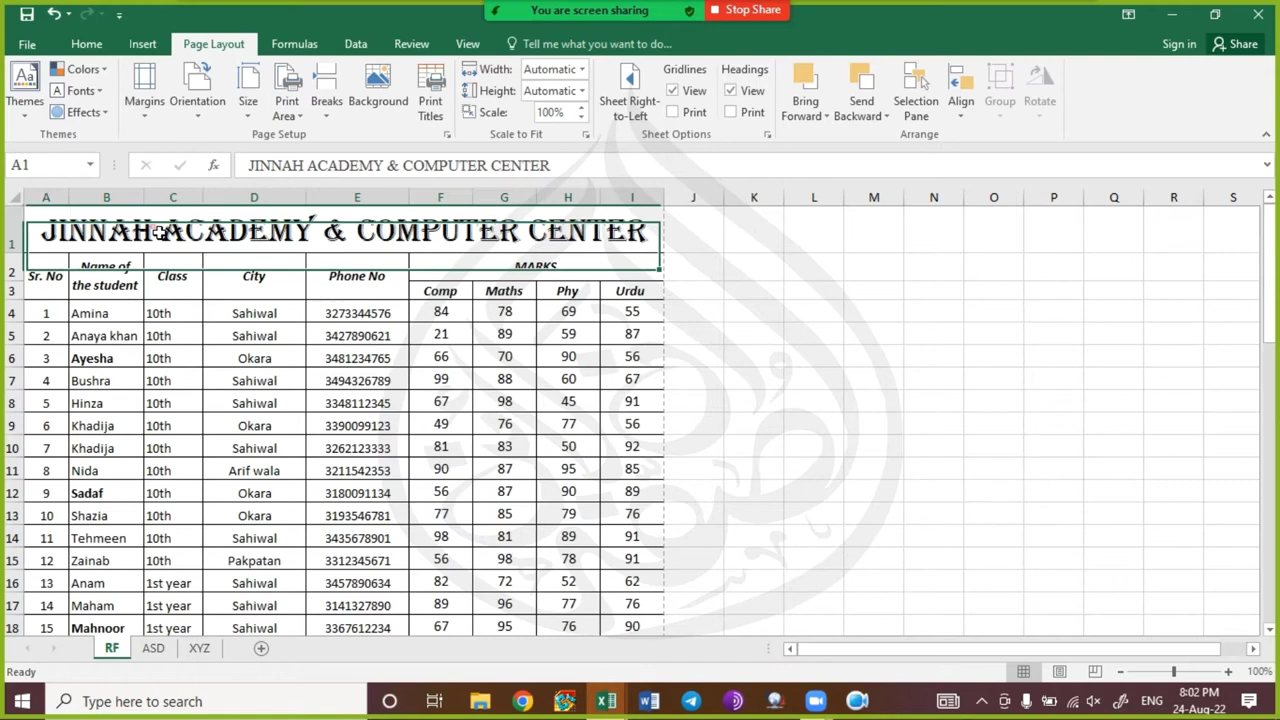 You are screen sharing
Stop Share
File Home Insert Page Layout Formulas Data Review View Tell me what you want to do... Sign in Share
Themes Colors Fonts Effects Margins Orientation Size Print Area Breaks Background Print Titles
Width: Automatic
Height: Automatic
Scale: 100%
Gridlines View Print
Headings View Print
Sheet Right-to-Left
Bring Forward Send Backward Selection Pane Align Group Rotate
Themes Page Setup Scale to Fit Sheet Options Arrange
A1 fx JINNAH ACADEMY & COMPUTER CENTER
A B C D E F G H I J K L M N O P Q R S
1 JINNAH ACADEMY & COMPUTER CENTER
2 Sr. No Name of the student Class City Phone No MARKS
3 Comp Maths Phy Urdu
4 1 Amina 10th Sahiwal 3273344576 84 78 69 55
5 2 Anaya khan 10th Sahiwal 3427890621 21 89 59 87
6 3 Ayesha 10th Okara 3481234765 66 70 90 56
7 4 Bushra 10th Sahiwal 3494326789 99 88 60 67
8 5 Hinza 10th Sahiwal 3348112345 67 98 45 91
9 6 Khadija 10th Okara 3390099123 49 76 77 56
10 7 Khadija 10th Sahiwal 3262123333 81 83 50 92
11 8 Nida 10th Arif wala 3211542353 90 87 95 85
12 9 Sadaf 10th Okara 3180091134 56 87 90 89
13 10 Shazia 10th Okara 3193546781 77 85 79 76
14 11 Tehmeen 10th Sahiwal 3435678901 98 81 89 91
15 12 Zainab 10th Pakpatan 3312345671 56 98 78 91
16 13 Anam 1st year Sahiwal 3457890634 82 72 52 62
17 14 Maham 1st year Sahiwal 3141327890 89 96 77 76
18 15 Mahnoor 1st year Sahiwal 3367612234 67 95 76 90
RF ASD XYZ
Ready 100%
Type here to search ENG 8:02 PM
24-Aug-22